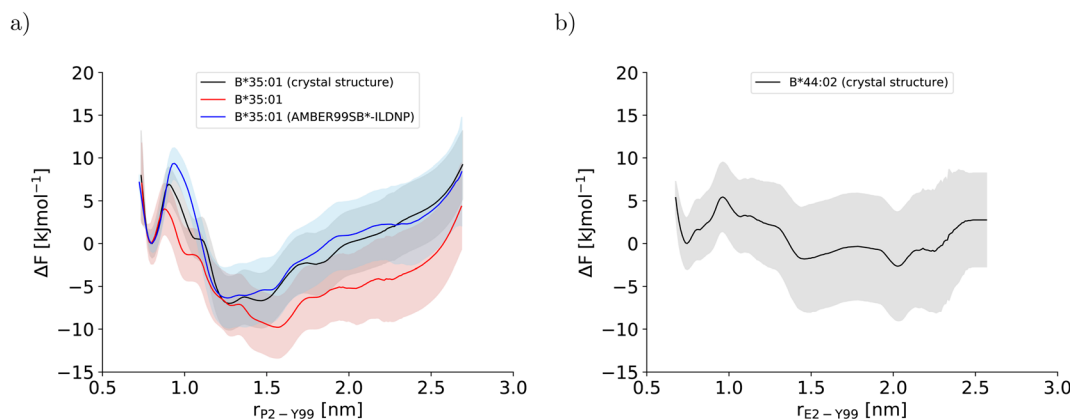 a)
B*35:01 (crystal structure)
B*35:01
B*35:01 (AMBER99SB*-ILDNP)
20
15
10
5
0
−5
−10
−15
ΔF [kJmol⁻¹]
0.5 1.0 1.5 2.0 2.5 3.0
rP2−Y99 [nm]
b)
B*44:02 (crystal structure)
20
15
10
5
0
−5
−10
−15
ΔF [kJmol⁻¹]
0.5 1.0 1.5 2.0 2.5 3.0
rE2−Y99 [nm]